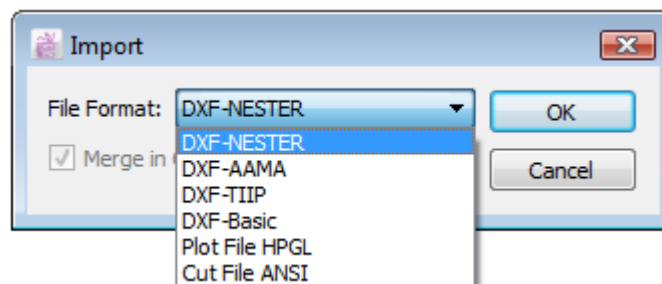 Import
File Format: DXF-NESTER OK
DXF-NESTER
Merge in
DXF-AAMA Cancel
DXF-TIIP
DXF-Basic
Plot File HPGL
Cut File ANSI